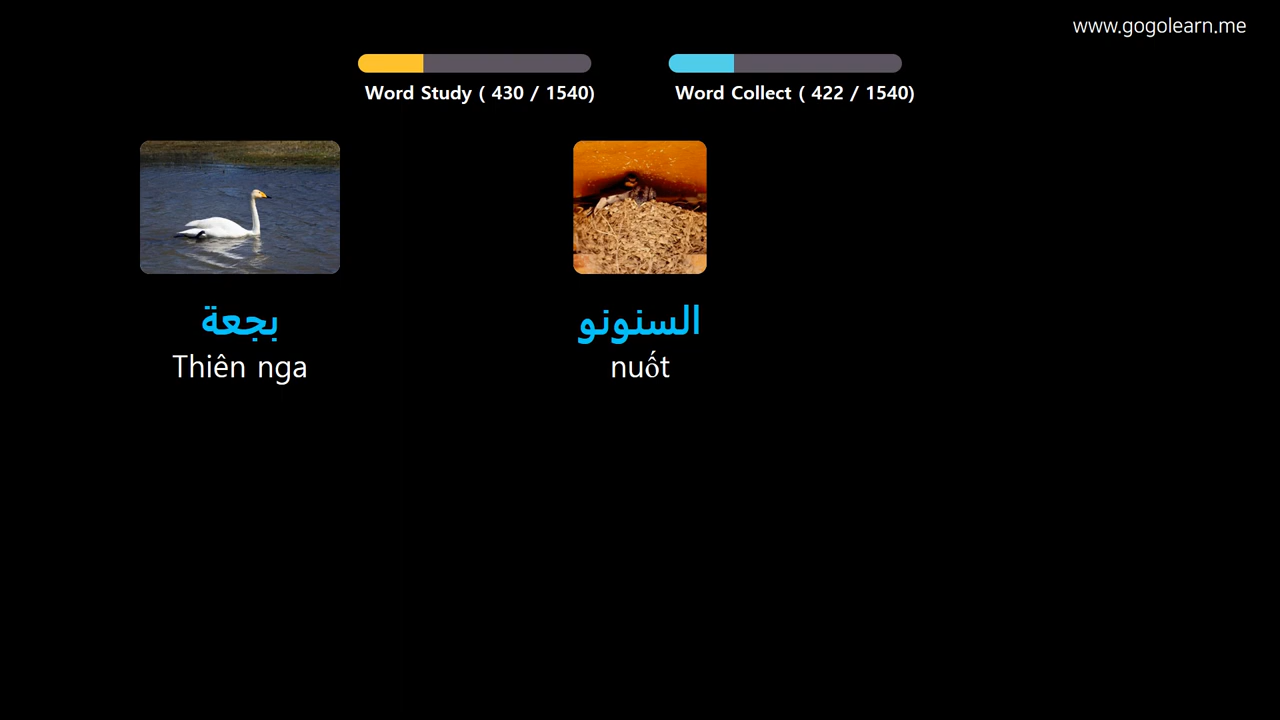 www.gogolearn.me
Word Study ( 430 / 1540)
Word Collect ( 422 / 1540)
بجعة
Thiên nga
السنونو
nuốt